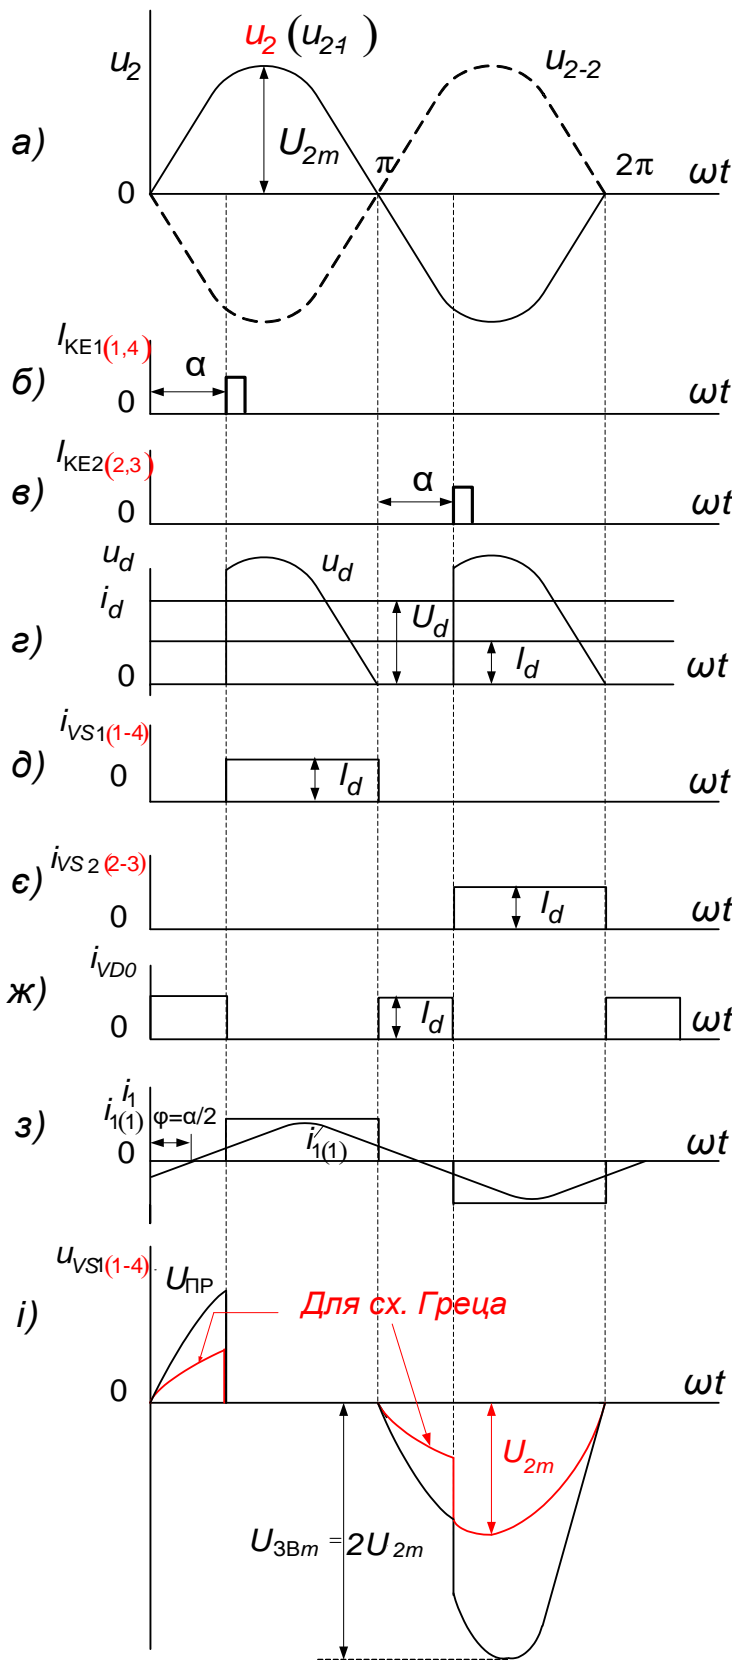 u2 (u2-1)
u2
u2-2
а)
U2m
π
2π
ωt
0
IКЕ1(1,4)
α
б)
0
ωt
IКЕ2(2,3)
α
в)
0
ωt
ud
ud
id
Ud
г)
Id
0
ωt
iVS1(1-4)
д)
0
Id
ωt
iVS2(2-3)
є)
0
Id
ωt
iVD0
ж)
0
Id
ωt
i1
i1(1)
φ=α/2
з)
0
i1(1)
ωt
uVS1(1-4)
UПР
і)
Для сх. Греца
0
ωt
U2m
UЗВm = 2U2m